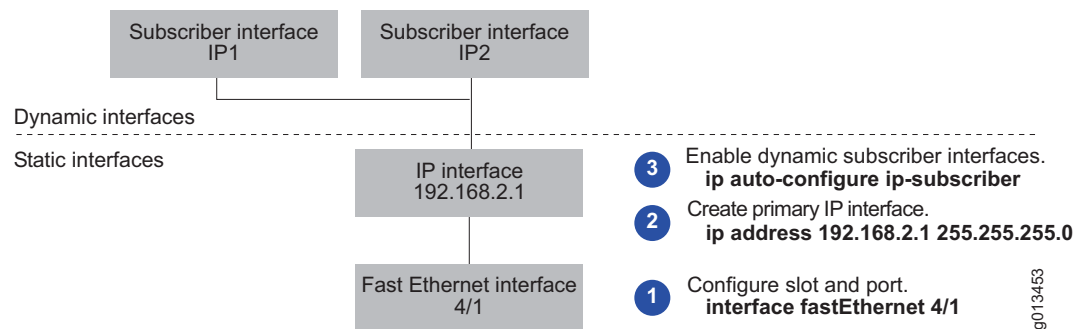 Subscriber interface
IP1
Subscriber interface
IP2
Dynamic interfaces
Static interfaces
IP interface
192.168.2.1
3 Enable dynamic subscriber interfaces.
ip auto-configure ip-subscriber
2 Create primary IP interface.
ip address 192.168.2.1 255.255.255.0
Fast Ethernet interface
4/1
1 Configure slot and port.
interface fastEthernet 4/1
g013453